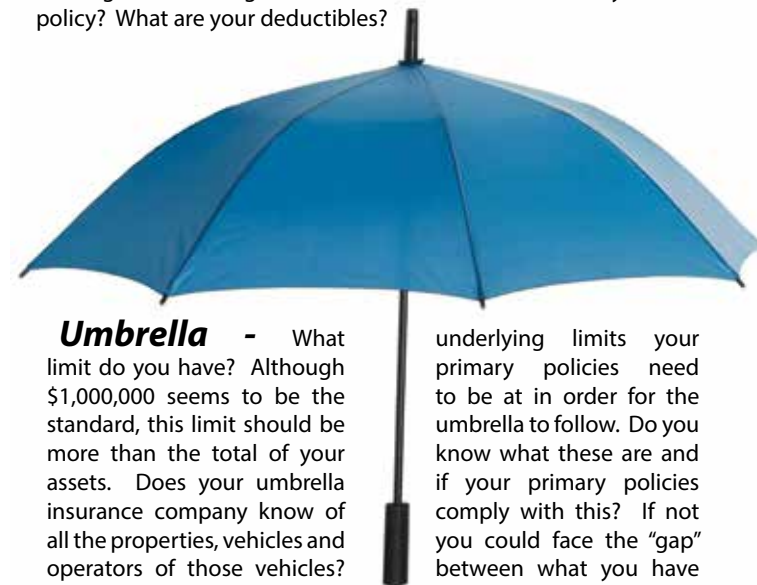 policy? What are your deductibles?
Umbrella - What
limit do you have? Although
$1,000,000 seems to be the
standard, this limit should be
more than the total of your
assets. Does your umbrella
insurance company know of
all the properties, vehicles and
operators of those vehicles?
underlying limits your
primary policies need
to be at in order for the
umbrella to follow. Do you
know what these are and
if your primary policies
comply with this? If not
you could face the “gap”
between what you have